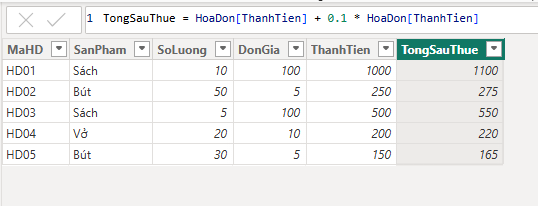 1 TongSauThue = HoaDon[ThanhTien] + 0.1 * HoaDon[ThanhTien]
MaHD SanPham SoLuong DonGia ThanhTien TongSauThue
HD01 Sách 10 100 1000 1100
HD02 Bút 50 5 250 275
HD03 Sách 5 100 500 550
HD04 Vở 20 10 200 220
HD05 Bút 30 5 150 165